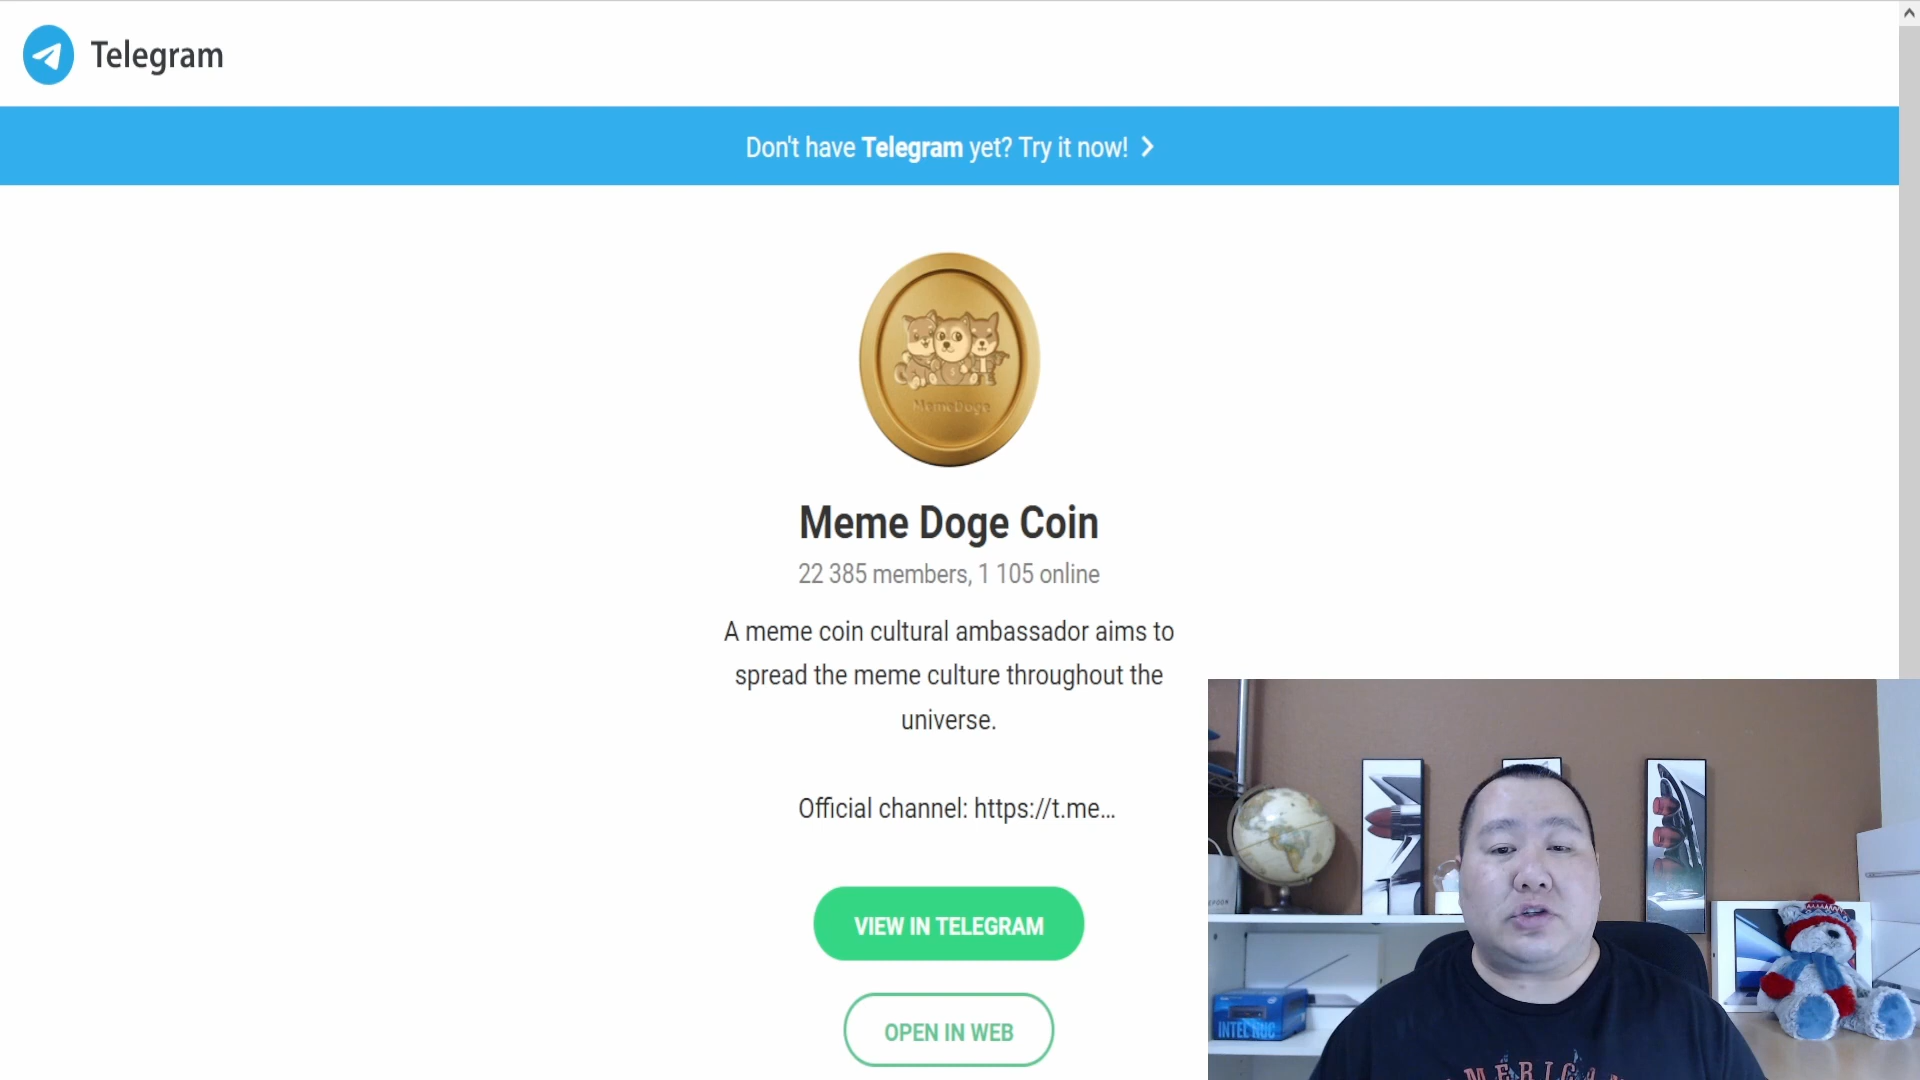 Telegram
Don't have Telegram yet? Try it now!
MemeDoge
Meme Doge Coin
22 385 members, 1 105 online
A meme coin cultural ambassador aims to
spread the meme culture throughout the
universe.
Official channel: https://t.me...
VIEW IN TELEGRAM
OPEN IN WEB
INTEL NUC